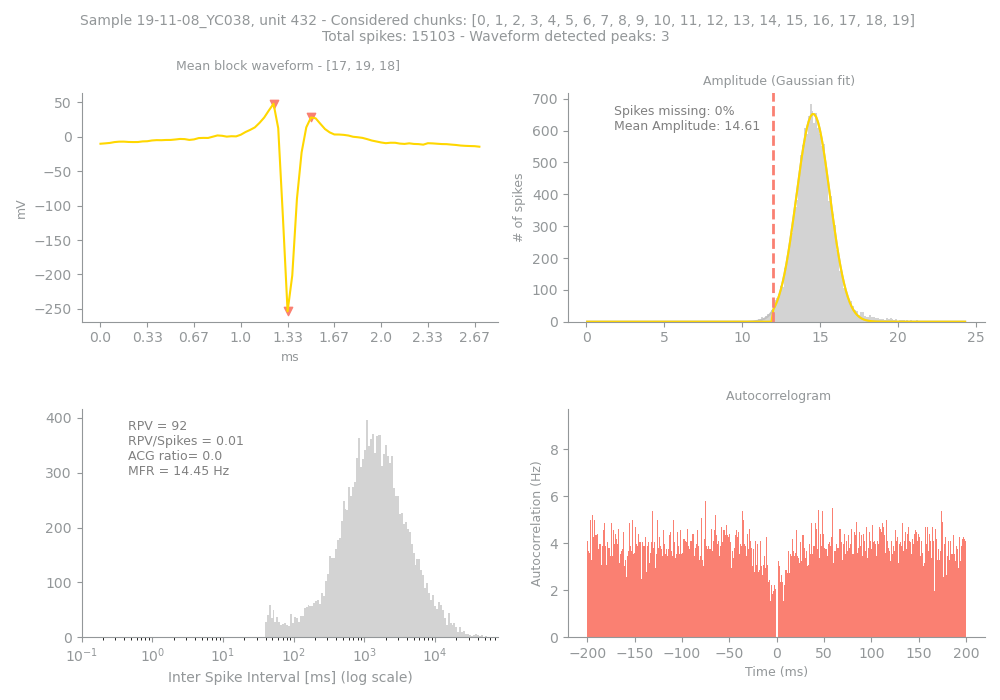 Sample 19-11-08_YC038, unit 432 - Considered chunks: [0, 1, 2, 3, 4, 5, 6, 7, 8, 9, 10, 11, 12, 13, 14, 15, 16, 17, 18, 19]
Total spikes: 15103 - Waveform detected peaks: 3
Mean block waveform - [17, 19, 18]
50
0
−50
−100
−150
−200
−250
mV
0.0 0.33 0.67 1.0 1.33 1.67 2.0 2.33 2.67
ms
Amplitude (Gaussian fit)
Spikes missing: 0%
Mean Amplitude: 14.61
700
600
500
400
300
200
100
0
# of spikes
0 5 10 15 20 25
RPV = 92
RPV/Spikes = 0.01
ACG ratio= 0.0
MFR = 14.45 Hz
400
300
200
100
0
10⁻¹ 10⁰ 10¹ 10² 10³ 10⁴
Inter Spike Interval [ms] (log scale)
Autocorrelogram
8
6
4
2
0
Autocorrelation (Hz)
−200 −150 −100 −50 0 50 100 150 200
Time (ms)